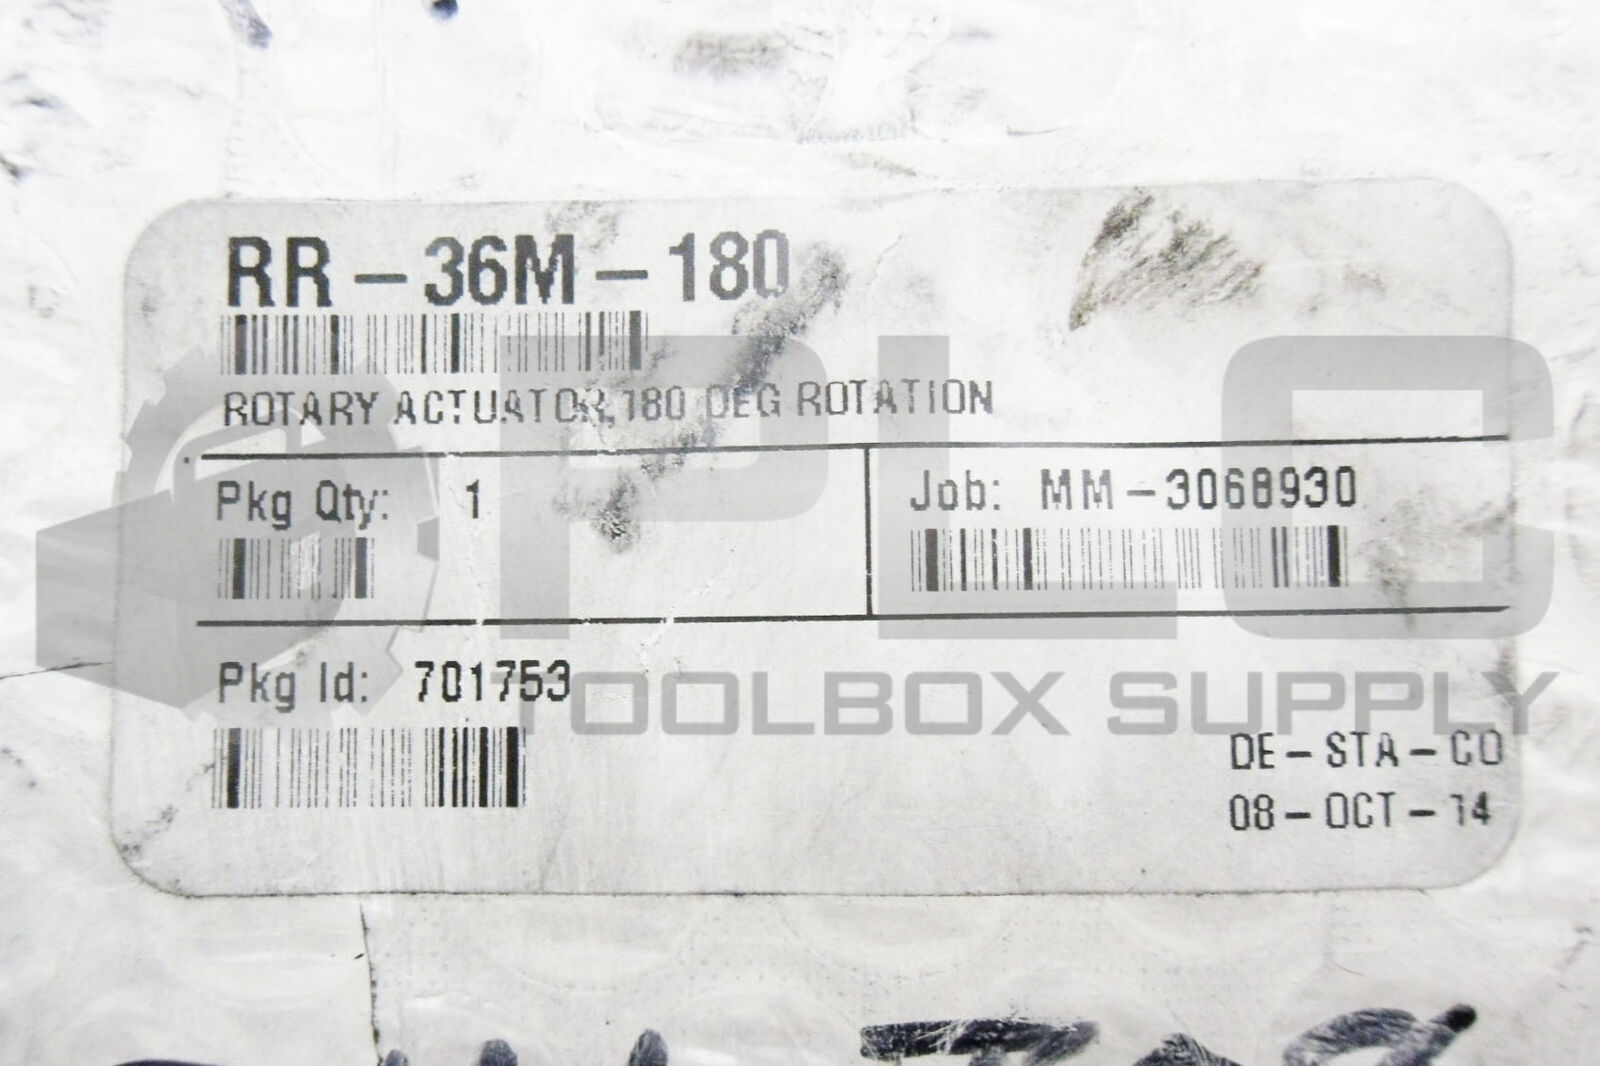 RR-36M-180
ROTARY ACTUATOR,180 DEG ROTATION
Pkg Qty: 1
Job: MM-3068930
Pkg Id: 701753
PLC
TOOLBOX SUPPLY
DE-STA-CO
08-OCT-14